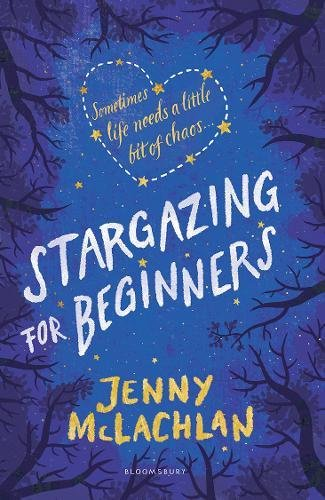 Sometimes
life needs a little
bit of chaos...
STARGAZING
FOR BEGINNERS
JENNY
McLACHLAN
BLOOMSBURY